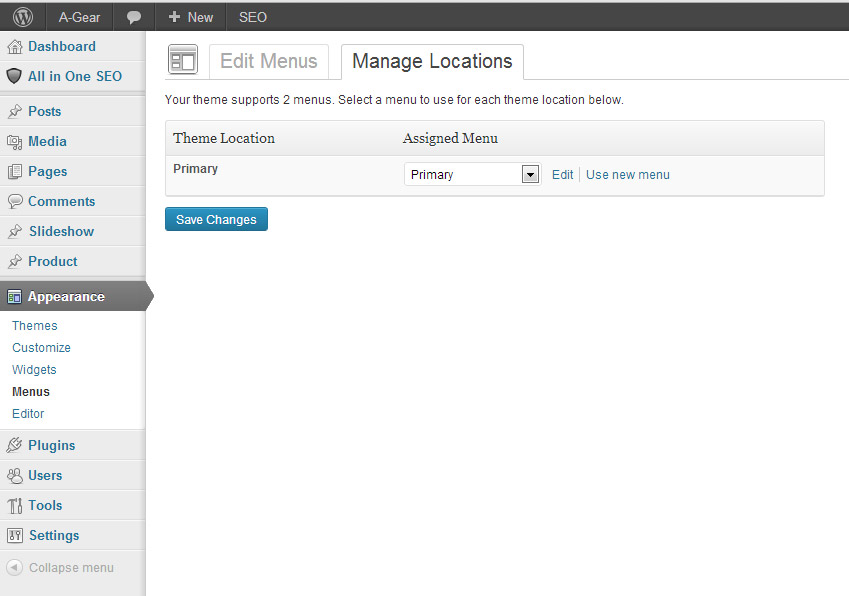 A-Gear New SEO
Dashboard
All in One SEO
Posts
Media
Pages
Comments
Slideshow
Product
Appearance
Themes
Customize
Widgets
Menus
Editor
Plugins
Users
Tools
Settings
Collapse menu
Edit Menus Manage Locations
Your theme supports 2 menus. Select a menu to use for each theme location below.
Theme Location Assigned Menu
Primary Primary Edit Use new menu
Save Changes